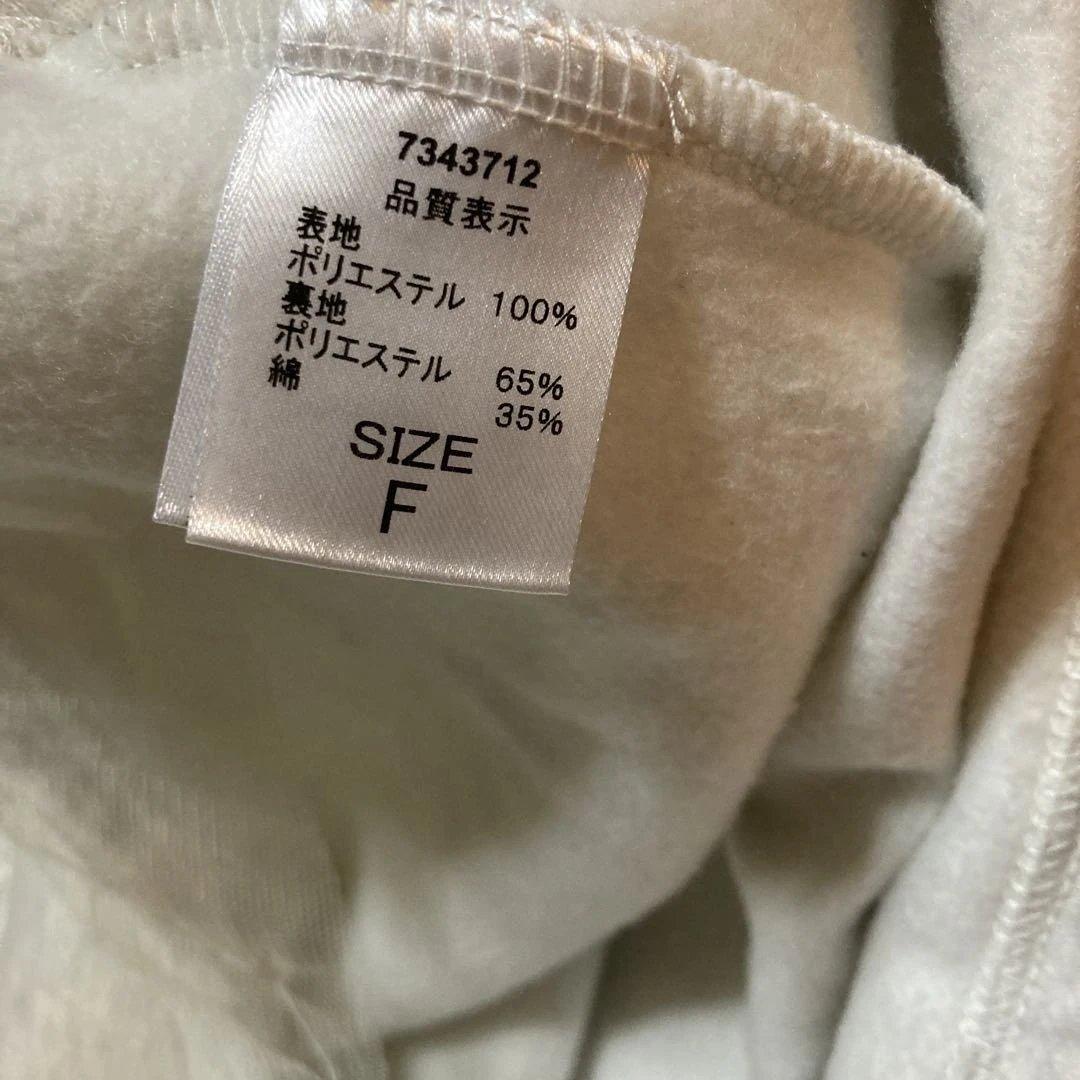 7343712
品質表示
表地
ポリエステル 100%
裏地
ポリエステル 65%
綿 35%
SIZE
F